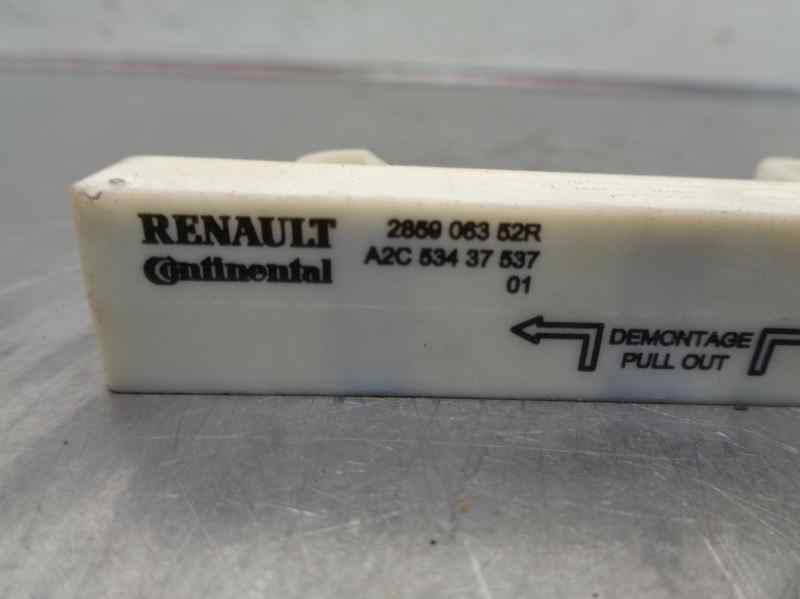 RENAULT
Continental
2859 063 52R
A2C 534 37 537
01
DEMONTAGE
PULL OUT